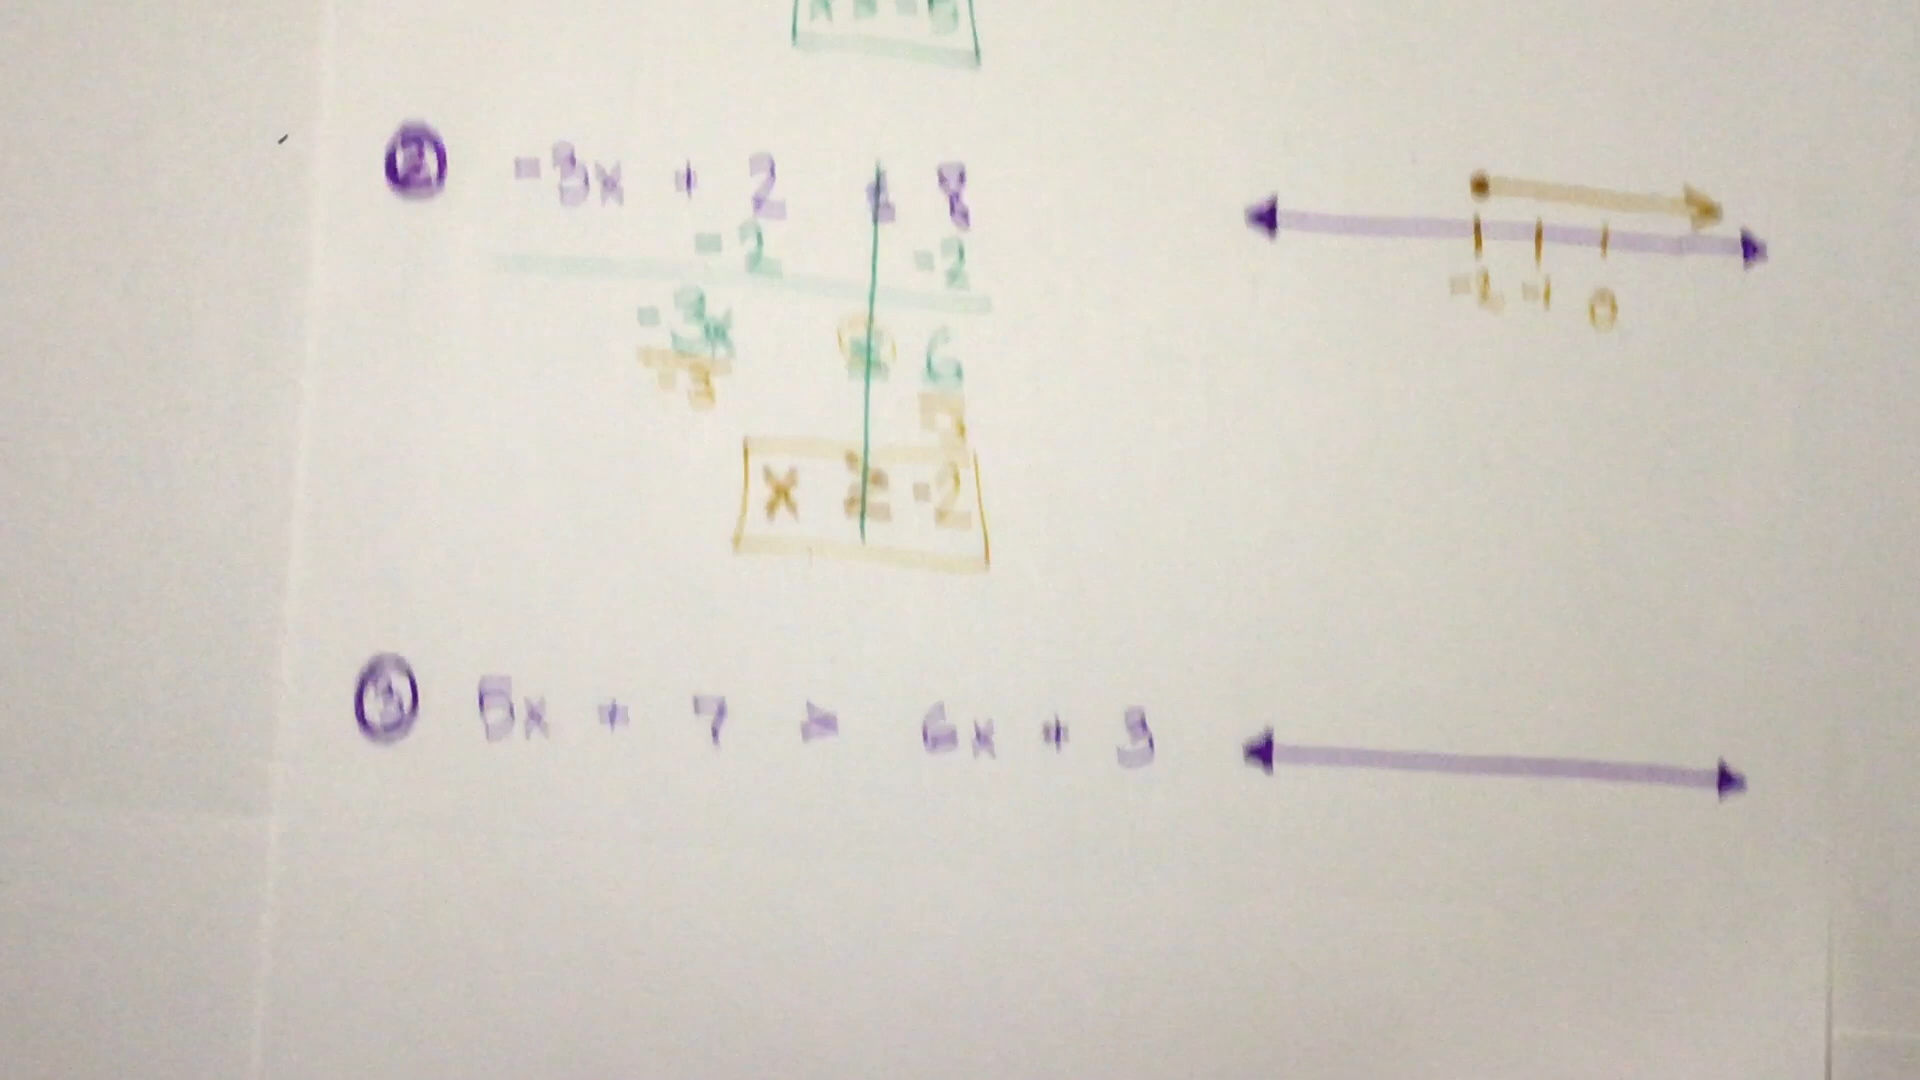 ② -3x + 2 ≤ 8
-2 -2
-3x ≤ 6
-3 -3
x ≥ -2
-2 -1 0
③ 5x + 7 > 6x + 3